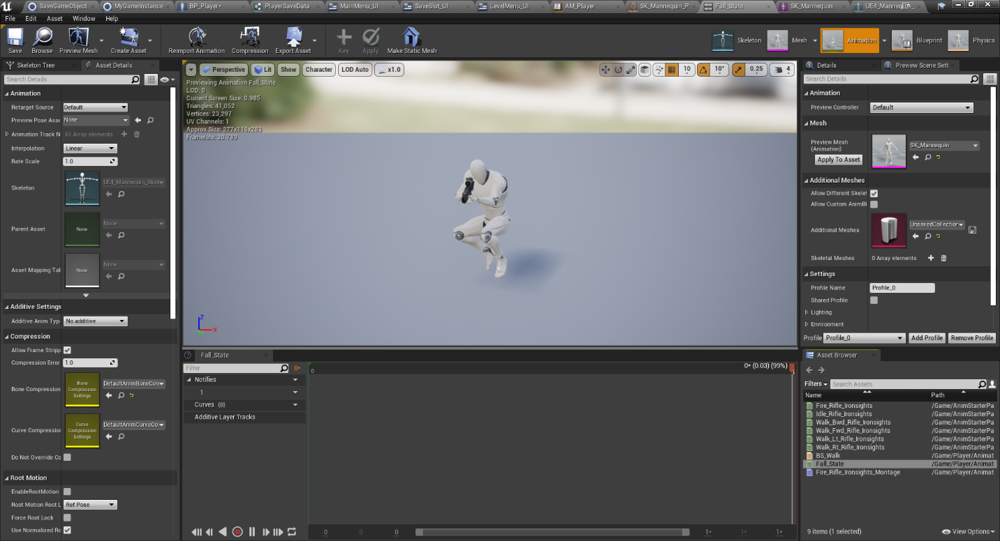 SaveGameObject MyGameInstance BP_Player* PlayerSaveData MainMenu_UI SaveSlot_UI LevelMenu_UI AM_Player SK_Mannequin_P Fall_State SK_Mannequin UE4_Mannequin_
File Edit Asset Window Help
Save Browse Preview Mesh Create Asset Reimport Animation Compression Export Asset Key Apply Make Static Mesh Skeleton Mesh Animation Blueprint Physics
Skeleton Tree Asset Details
Search Details
Animation
Retarget Source Default
Preview Pose Asse None
Animation Track N 61 Array elements
Interpolation Linear
Rate Scale 1.0
Skeleton UE4_Mannequin_Skel
Parent Asset None None
Asset Mapping Tab None None
Additive Settings
Additive Anim Typ No additive
Compression
Allow Frame Stripp
Compression Error 1.0
Bone Compression Bone Compression Settings DefaultAnimBoneCon
Curve Compression Curve Compression Settings DefaultAnimCurveCo
Do Not Override Co
Root Motion
EnableRootMotion
Root Motion Root L Ref Pose
Force Root Lock
Use Normalized Ro
Perspective Lit Show Character LOD Auto x1.0 10 10° 0.25 4
Previewing Animation Fall_State
LOD: 0
Current Screen Size: 0.985
Triangles: 41,052
Vertices: 23,297
UV Channels: 1
Approx Size: 277x115x283
Framerate: 30.789
Z
X
Fall_State
Filter 0*
0 0* (0.03) (99%)
Notifies
1
Curves (0)
Additive Layer Tracks
0 0 0 1* 1* 1*
Details Preview Scene Sett
Search Details
Animation
Preview Controller Default
Mesh
Preview Mesh
(Animation) SK_Mannequin
Apply To Asset
Additional Meshes
Allow Different Skelet
Allow Custom AnimBl
Additional Meshes UnsavedCollection
Skeletal Meshes 0 Array elements
Settings
Profile Name Profile_0
Shared Profile
Lighting
Environment
Profile Profile_0 Add Profile Remove Profile
Asset Browser
Filters Search Assets
Name Path
Fire_Rifle_Ironsights /Game/AnimStarterPa
Idle_Rifle_Ironsights /Game/AnimStarterPa
Walk_Bwd_Rifle_Ironsights /Game/AnimStarterPa
Walk_Fwd_Rifle_Ironsights /Game/AnimStarterPa
Walk_Lt_Rifle_Ironsights /Game/AnimStarterPa
Walk_Rt_Rifle_Ironsights /Game/AnimStarterPa
BS_Walk /Game/Player/Animat
Fall_State /Game/Player/Animat
Fire_Rifle_Ironsights_Montage /Game/Player/Animat
9 items (1 selected) View Options